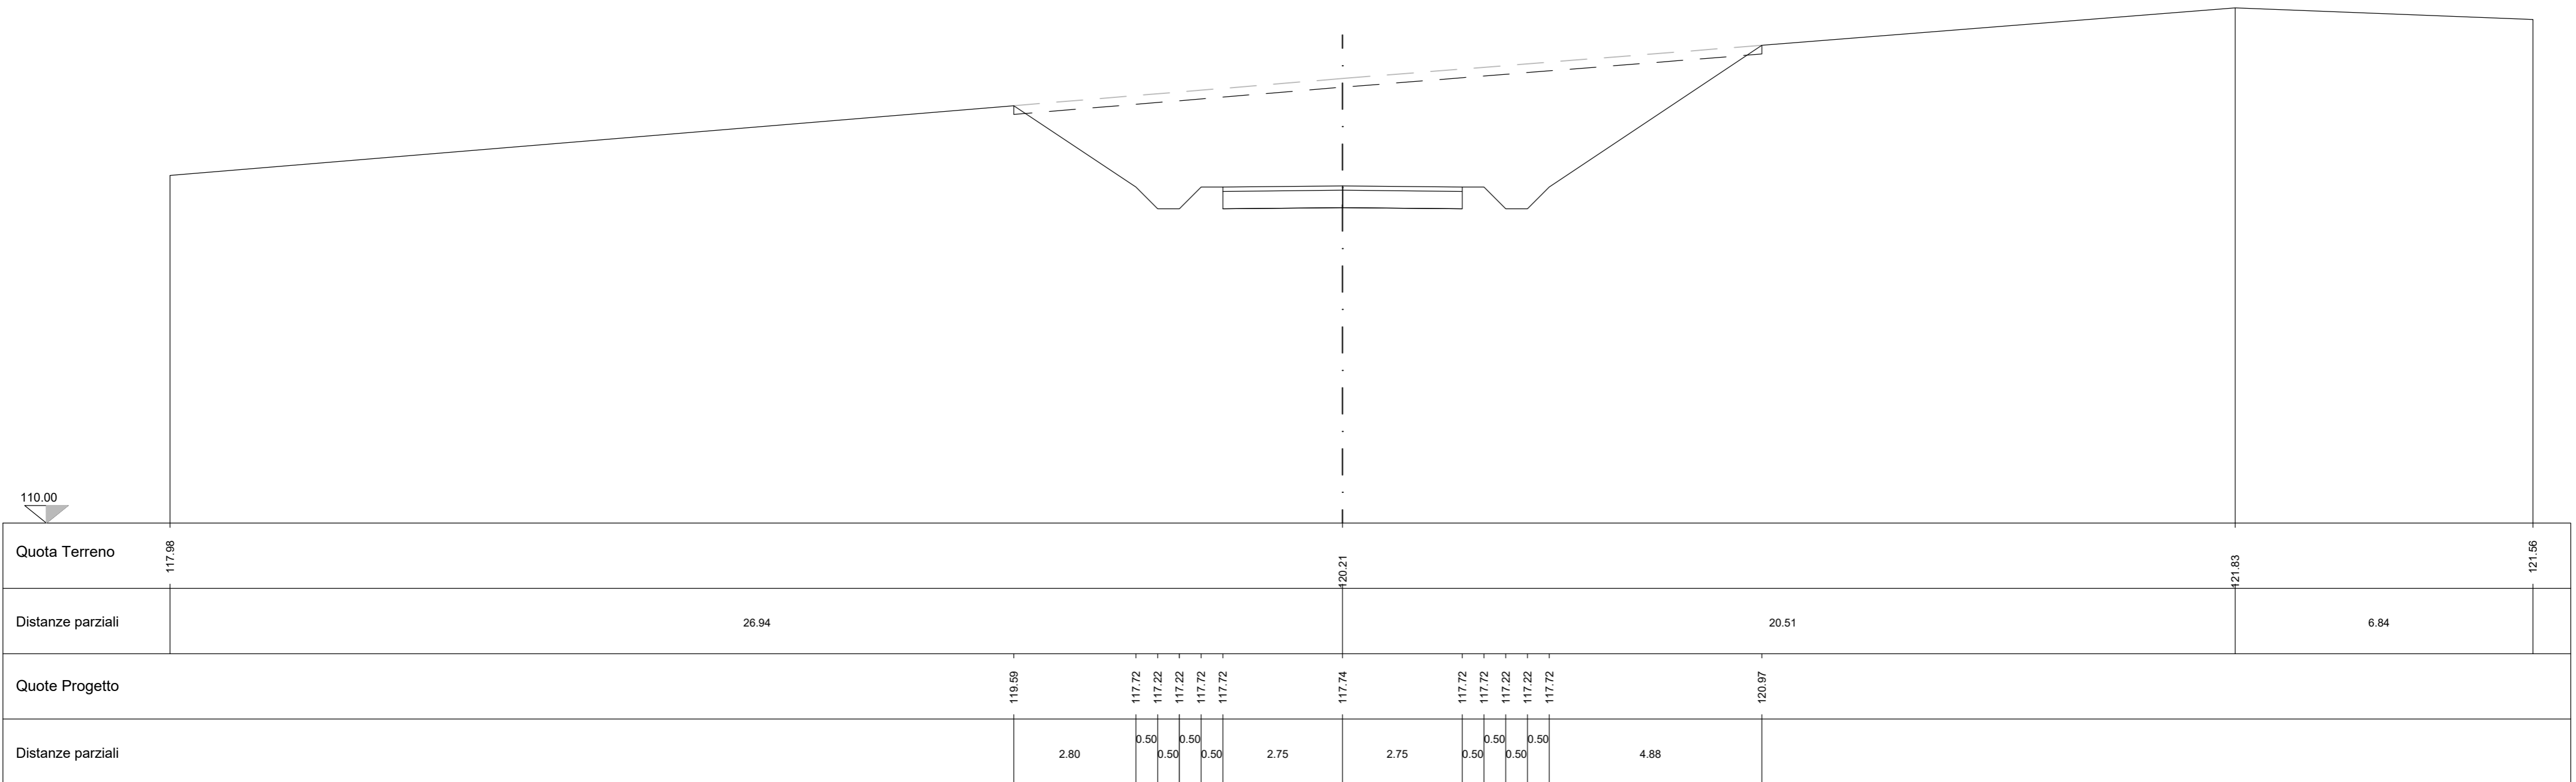 110.00
Quota Terreno 117.98 120.21 121.83 121.56
Distanze parziali 26.94 20.51 6.84
Quote Progetto 119.59 117.72 117.22 117.22 117.72 117.72 117.74 117.72 117.72 117.22 117.22 117.72 120.97
Distanze parziali 2.80 0.50 0.50 0.50 0.50 2.75 2.75 0.50 0.50 0.50 0.50 4.88